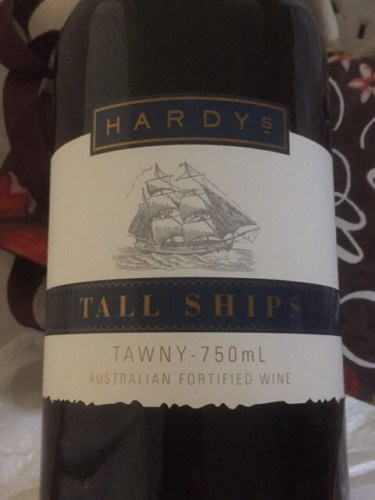 HARDYS
TALL SHIPS
TAWNY-750mL
AUSTRALIAN FORTIFIED WINE